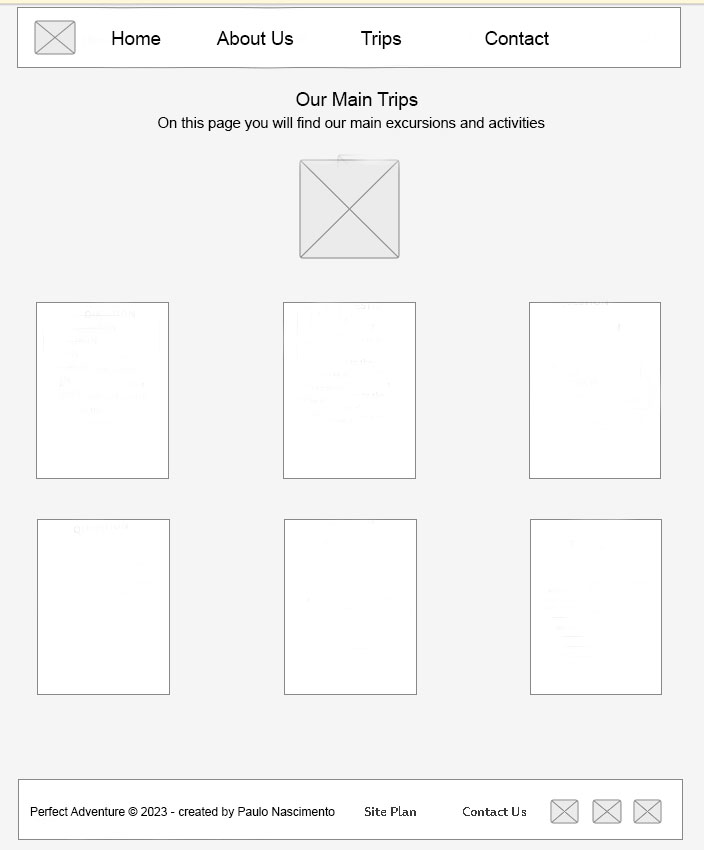 Home About Us Trips Contact
Our Main Trips
On this page you will find our main excursions and activities
Perfect Adventure © 2023 - created by Paulo Nascimento Site Plan Contact Us